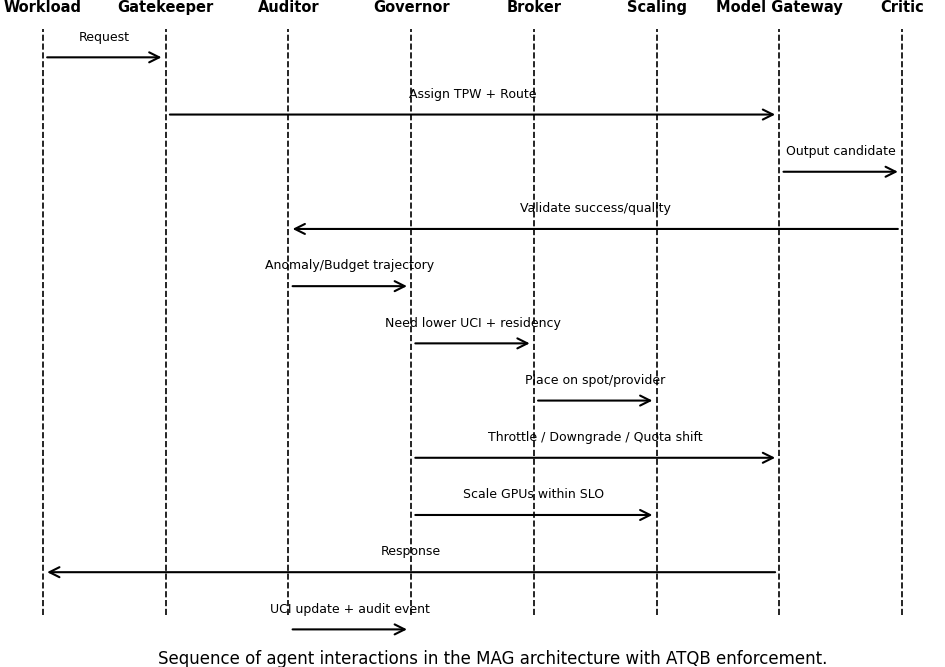 Workload Gatekeeper Auditor Governor Broker Scaling Model Gateway Critic
Request
Assign TPW + Route
Output candidate
Validate success/quality
Anomaly/Budget trajectory
Need lower UCI + residency
Place on spot/provider
Throttle / Downgrade / Quota shift
Scale GPUs within SLO
Response
UCI update + audit event
Sequence of agent interactions in the MAG architecture with ATQB enforcement.